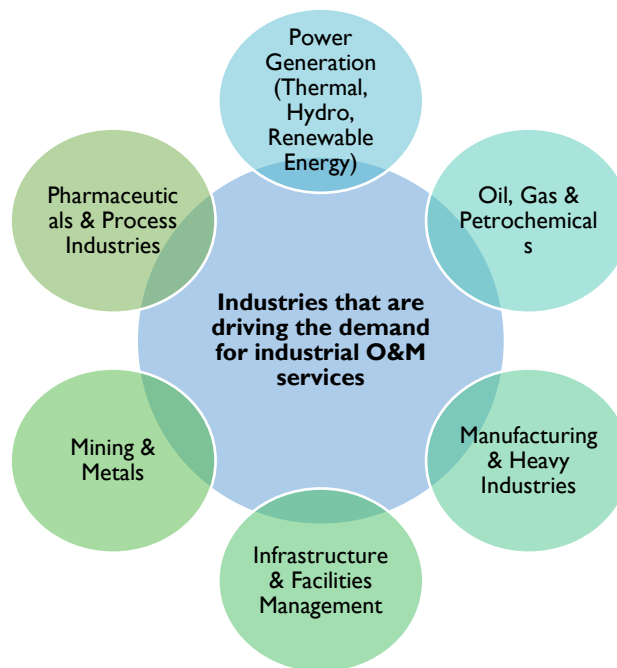 Power
Generation
(Thermal,
Hydro,
Renewable
Energy)
Oil, Gas &
Petrochemical
s
Manufacturing
& Heavy
Industries
Infrastructure
& Facilities
Management
Mining &
Metals
Pharmaceutic
als & Process
Industries
Industries that are
driving the demand
for industrial O&M
services